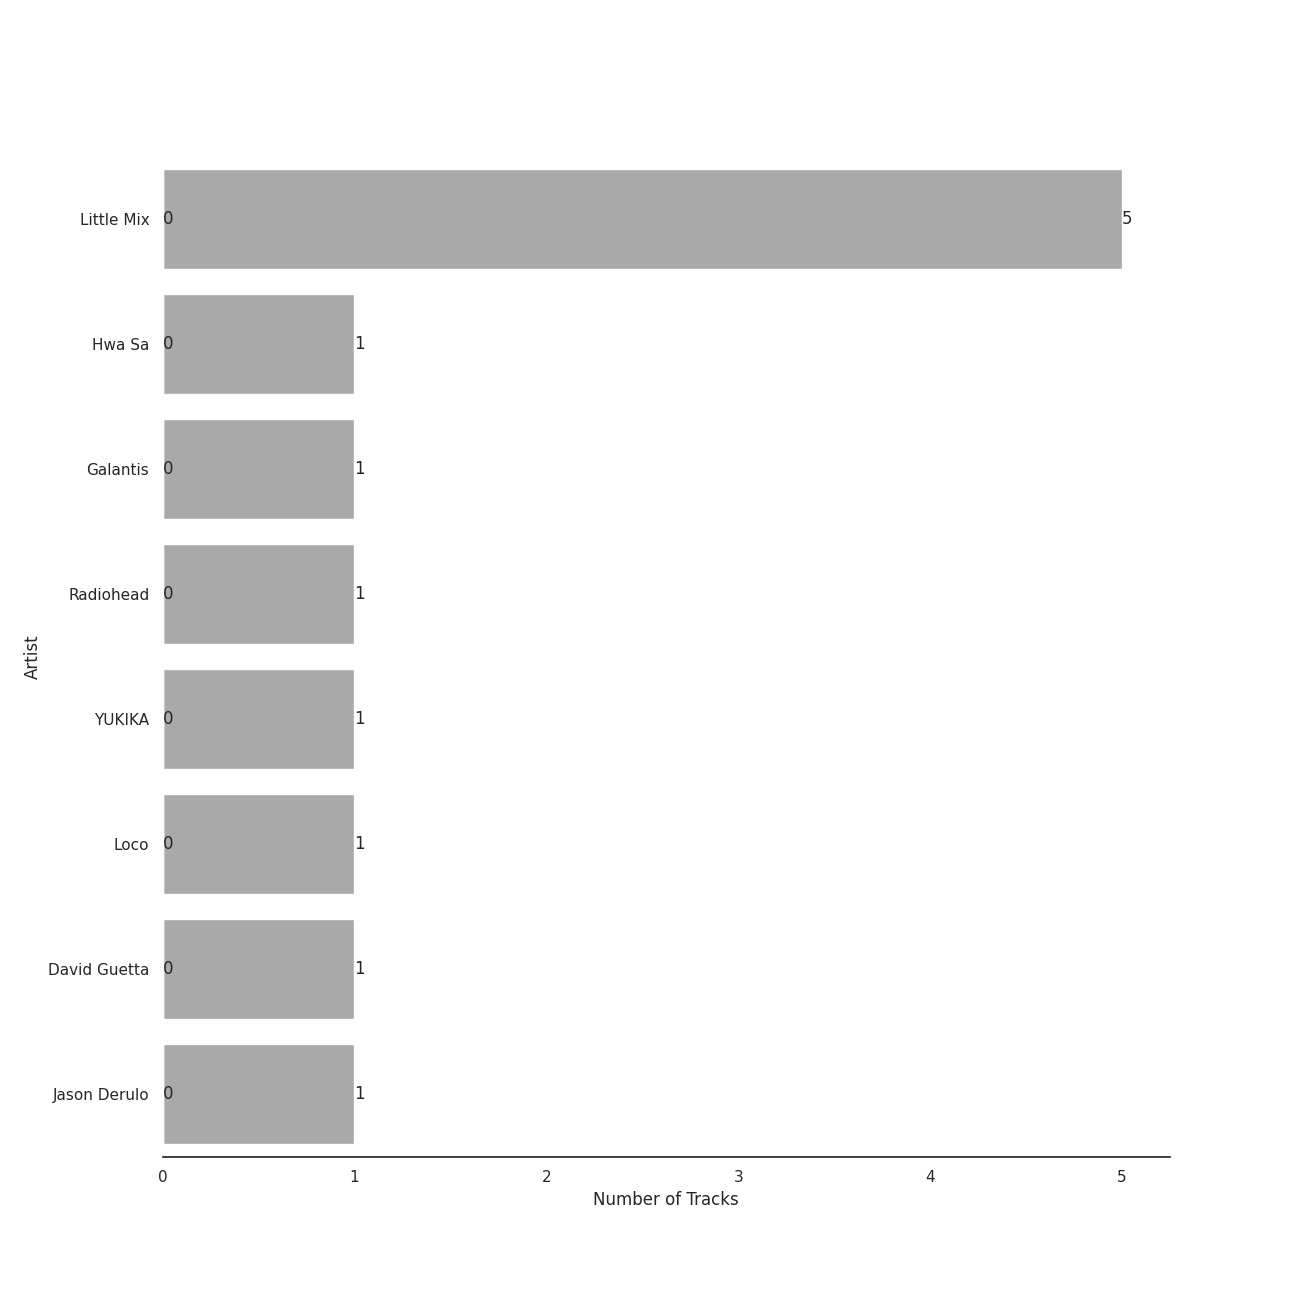 Little Mix 0 5
Hwa Sa 0 1
Galantis 0 1
Radiohead 0 1
YUKIKA 0 1
Loco 0 1
David Guetta 0 1
Jason Derulo 0 1
Artist
0 1 2 3 4 5
Number of Tracks